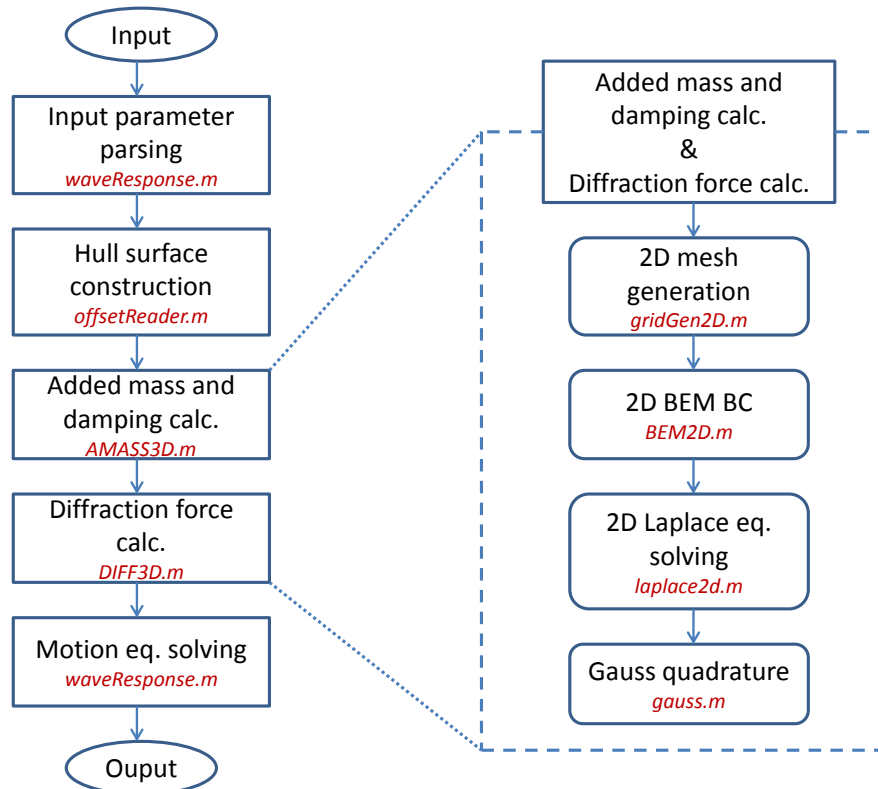 Input
Input parameter
parsing
waveResponse.m
Hull surface
construction
offsetReader.m
Added mass and
damping calc.
AMASS3D.m
Diffraction force
calc.
DIFF3D.m
Motion eq. solving
waveResponse.m
Ouput
Added mass and
damping calc.
&
Diffraction force calc.
2D mesh
generation
gridGen2D.m
2D BEM BC
BEM2D.m
2D Laplace eq.
solving
laplace2d.m
Gauss quadrature
gauss.m